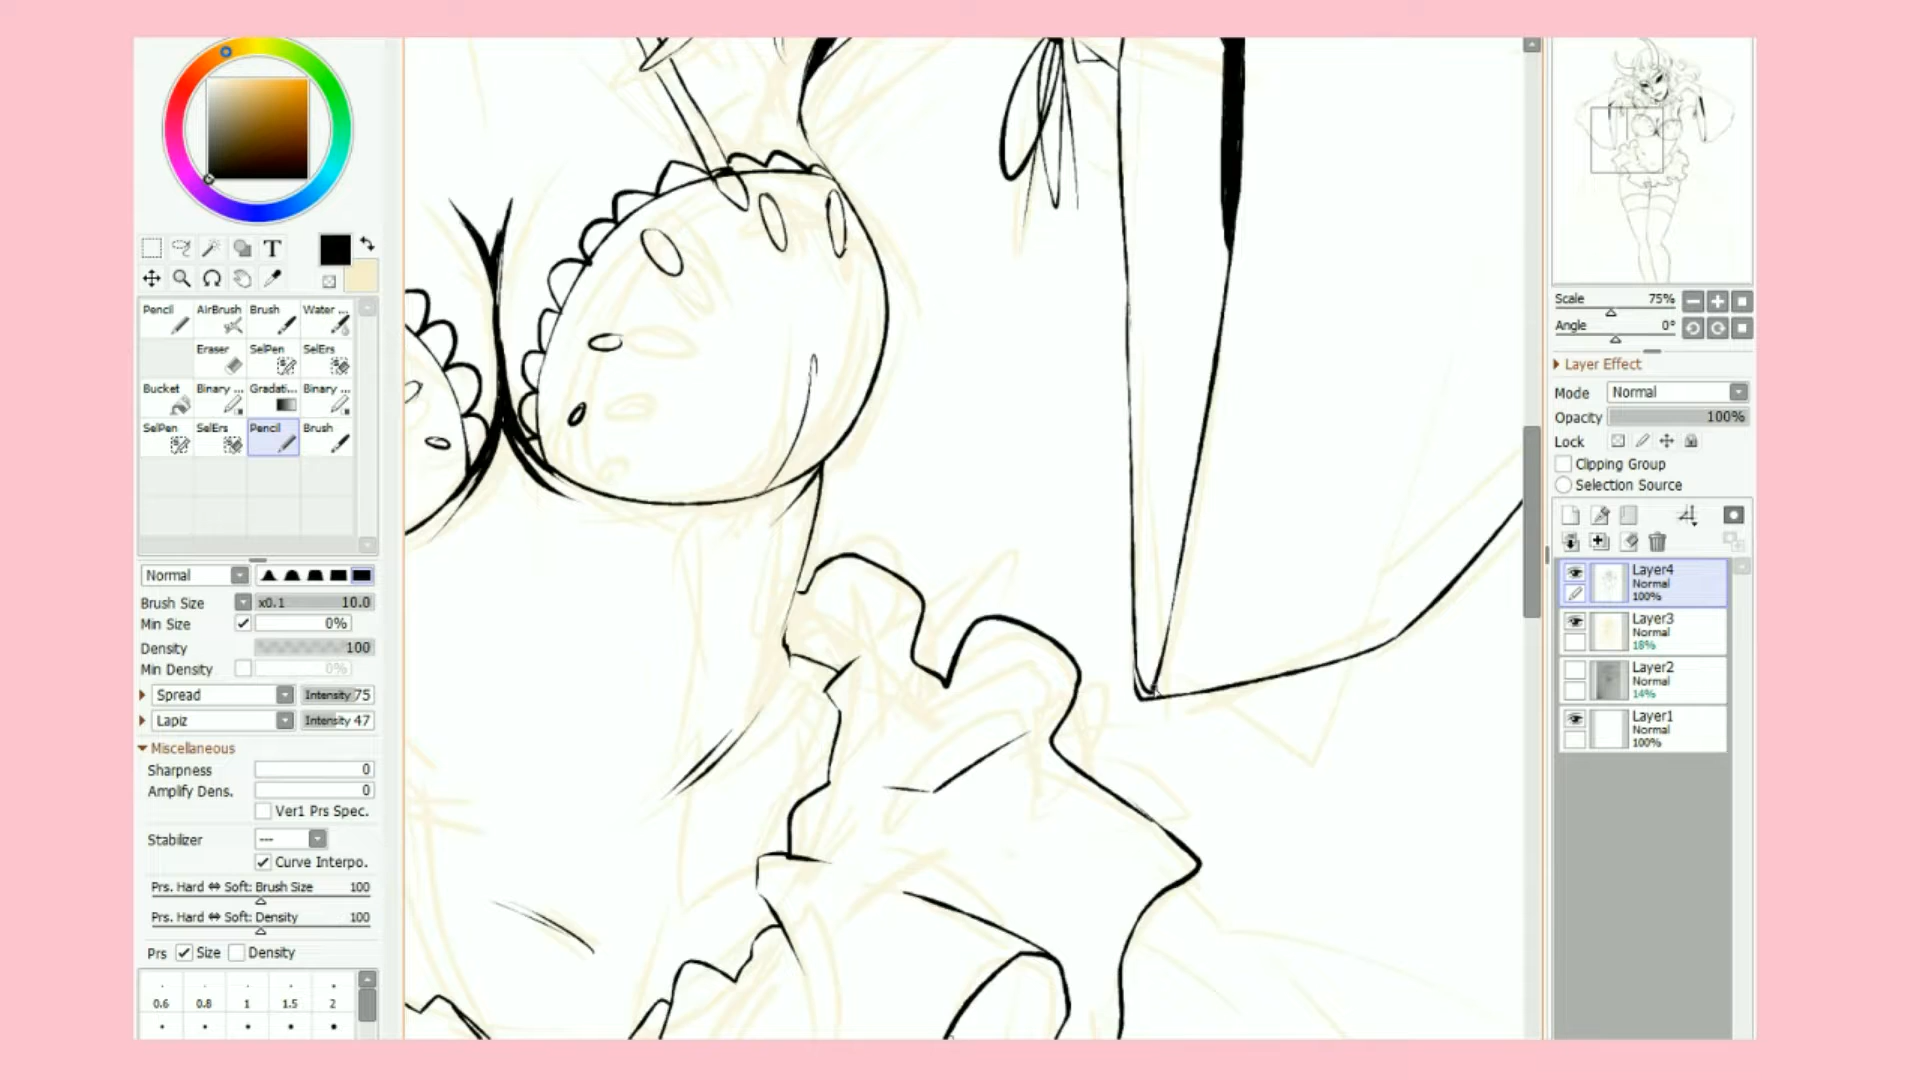 T
Pencil AirBrush Brush Water ...
Eraser SelPen SelErs
Bucket Binary ... Gradati... Binary ...
SelPen SelErs Pencil Brush
Normal
Brush Size x0.1 10.0
Min Size 0%
Density 100
Min Density 0%
Spread Intensity 75
Lapiz Intensity 47
Miscellaneous
Sharpness 0
Amplify Dens. 0
Ver1 Prs Spec.
Stabilizer ---
Curve Interpo.
Prs. Hard ⇔ Soft: Brush Size 100
Prs. Hard ⇔ Soft: Density 100
Prs Size Density
0.6 0.8 1 1.5 2
Scale 75%
Angle 0°
Layer Effect
Mode Normal
Opacity 100%
Lock
Clipping Group
Selection Source
Layer4
Normal
100%
Layer3
Normal
18%
Layer2
Normal
14%
Layer1
Normal
100%